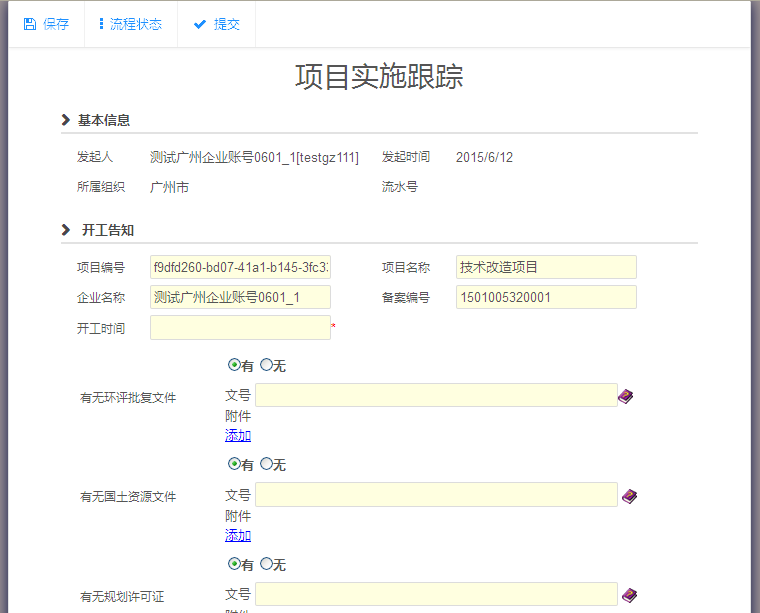 保存 流程状态 提交
项目实施跟踪
基本信息
发起人 测试广州企业账号0601_1[testgz111] 发起时间 2015/6/12
所属组织 广州市 流水号
开工告知
项目编号 f9dfd260-bd07-41a1-b145-3fc33 项目名称 技术改造项目
企业名称 测试广州企业账号0601_1 备案编号 1501005320001
开工时间 *
有 无
有无环评批复文件 文号
附件
添加
有 无
有无国土资源文件 文号
附件
添加
有 无
有无规划许可证 文号